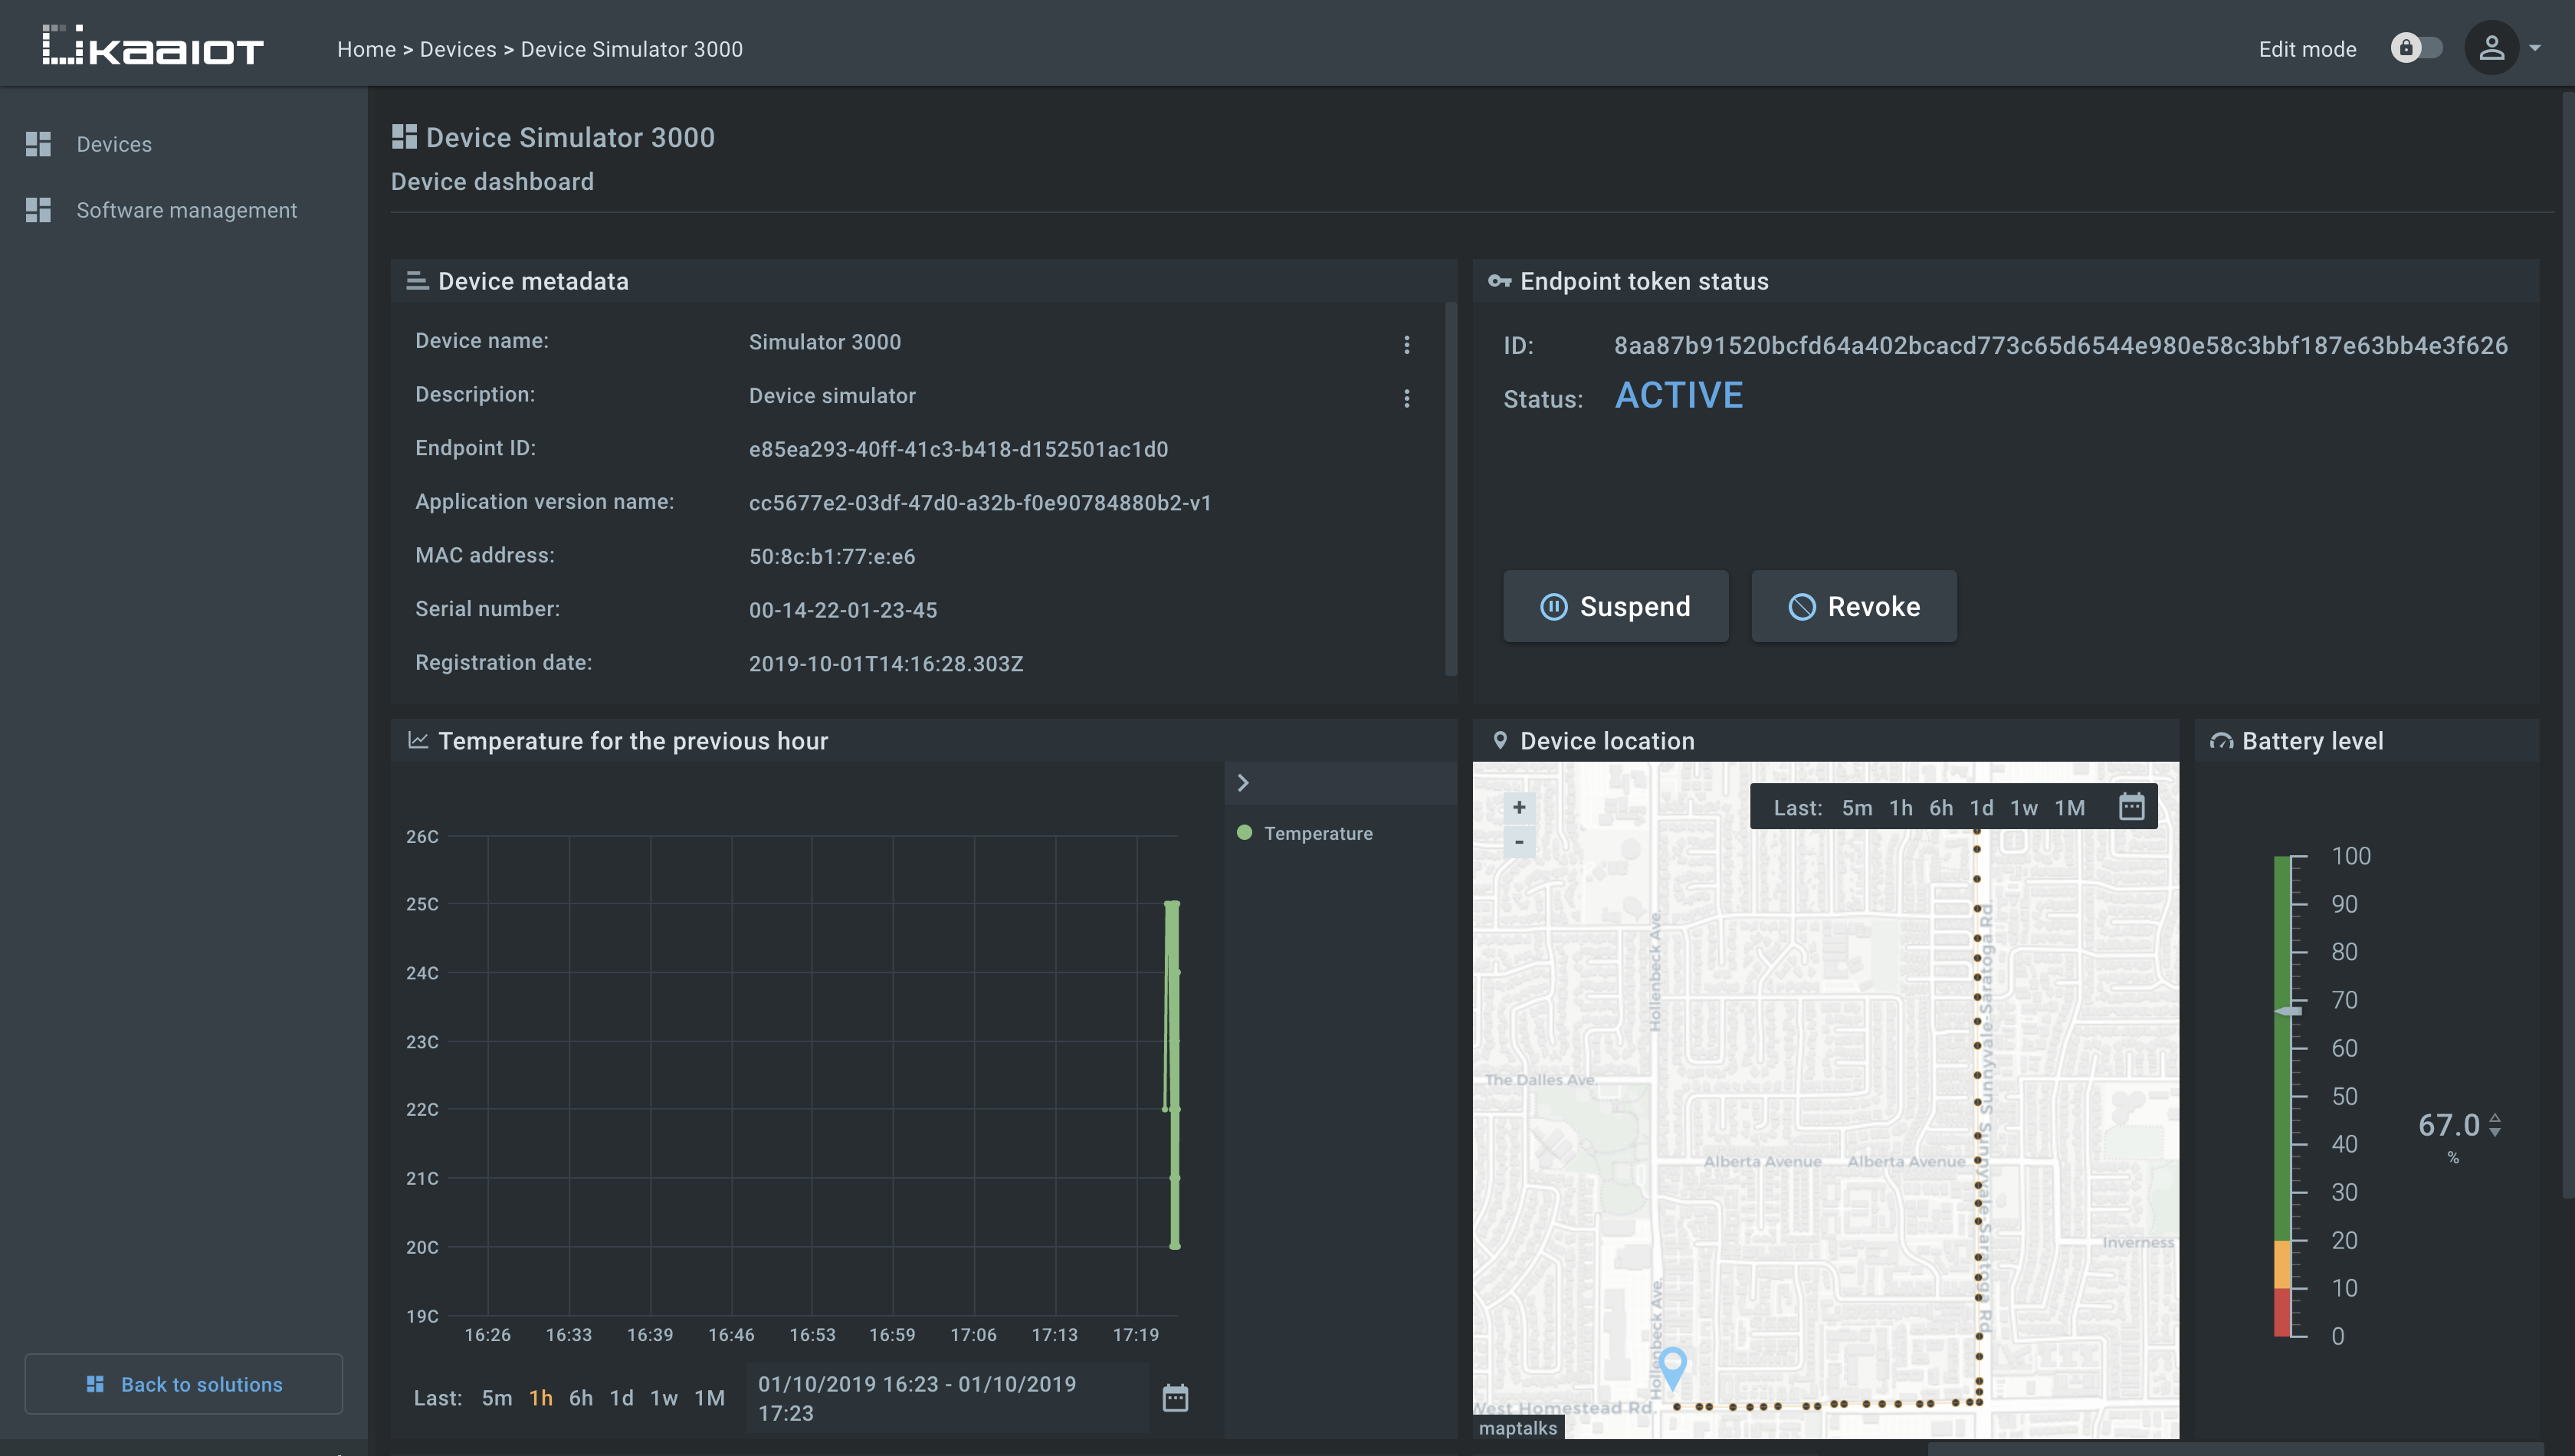 KaaIoT
Home > Devices > Device Simulator 3000
Edit mode
Devices
Software management
Back to solutions
Device Simulator 3000
Device dashboard
Device metadata
Device name: Simulator 3000
Description: Device simulator
Endpoint ID: e85ea293-40ff-41c3-b418-d152501ac1d0
Application version name: cc5677e2-03df-47d0-a32b-f0e90784880b2-v1
MAC address: 50:8c:b1:77:e:e6
Serial number: 00-14-22-01-23-45
Registration date: 2019-10-01T14:16:28.303Z
Endpoint token status
ID: 8aa87b91520bcfd64a402bcacd773c65d6544e980e58c3bbf187e63bb4e3f626
Status: ACTIVE
Suspend
Revoke
Temperature for the previous hour
Temperature
26C
25C
24C
23C
22C
21C
20C
19C
16:26 16:33 16:39 16:46 16:53 16:59 17:06 17:13 17:19
Last: 5m 1h 6h 1d 1w 1M
01/10/2019 16:23 - 01/10/2019
17:23
Device location
+
-
Last: 5m 1h 6h 1d 1w 1M
Hollenbeck Ave.
Sunnyvale-Saratoga Rd
The Dalles Ave.
Alberta Avenue
Alberta Avenue
S Sunnyvale-Saratoga Rd
Inverness
Hollenbeck Ave.
West Homestead Rd.
maptalks
Battery level
100
90
80
70
60
50
40
30
20
10
0
67.0
%